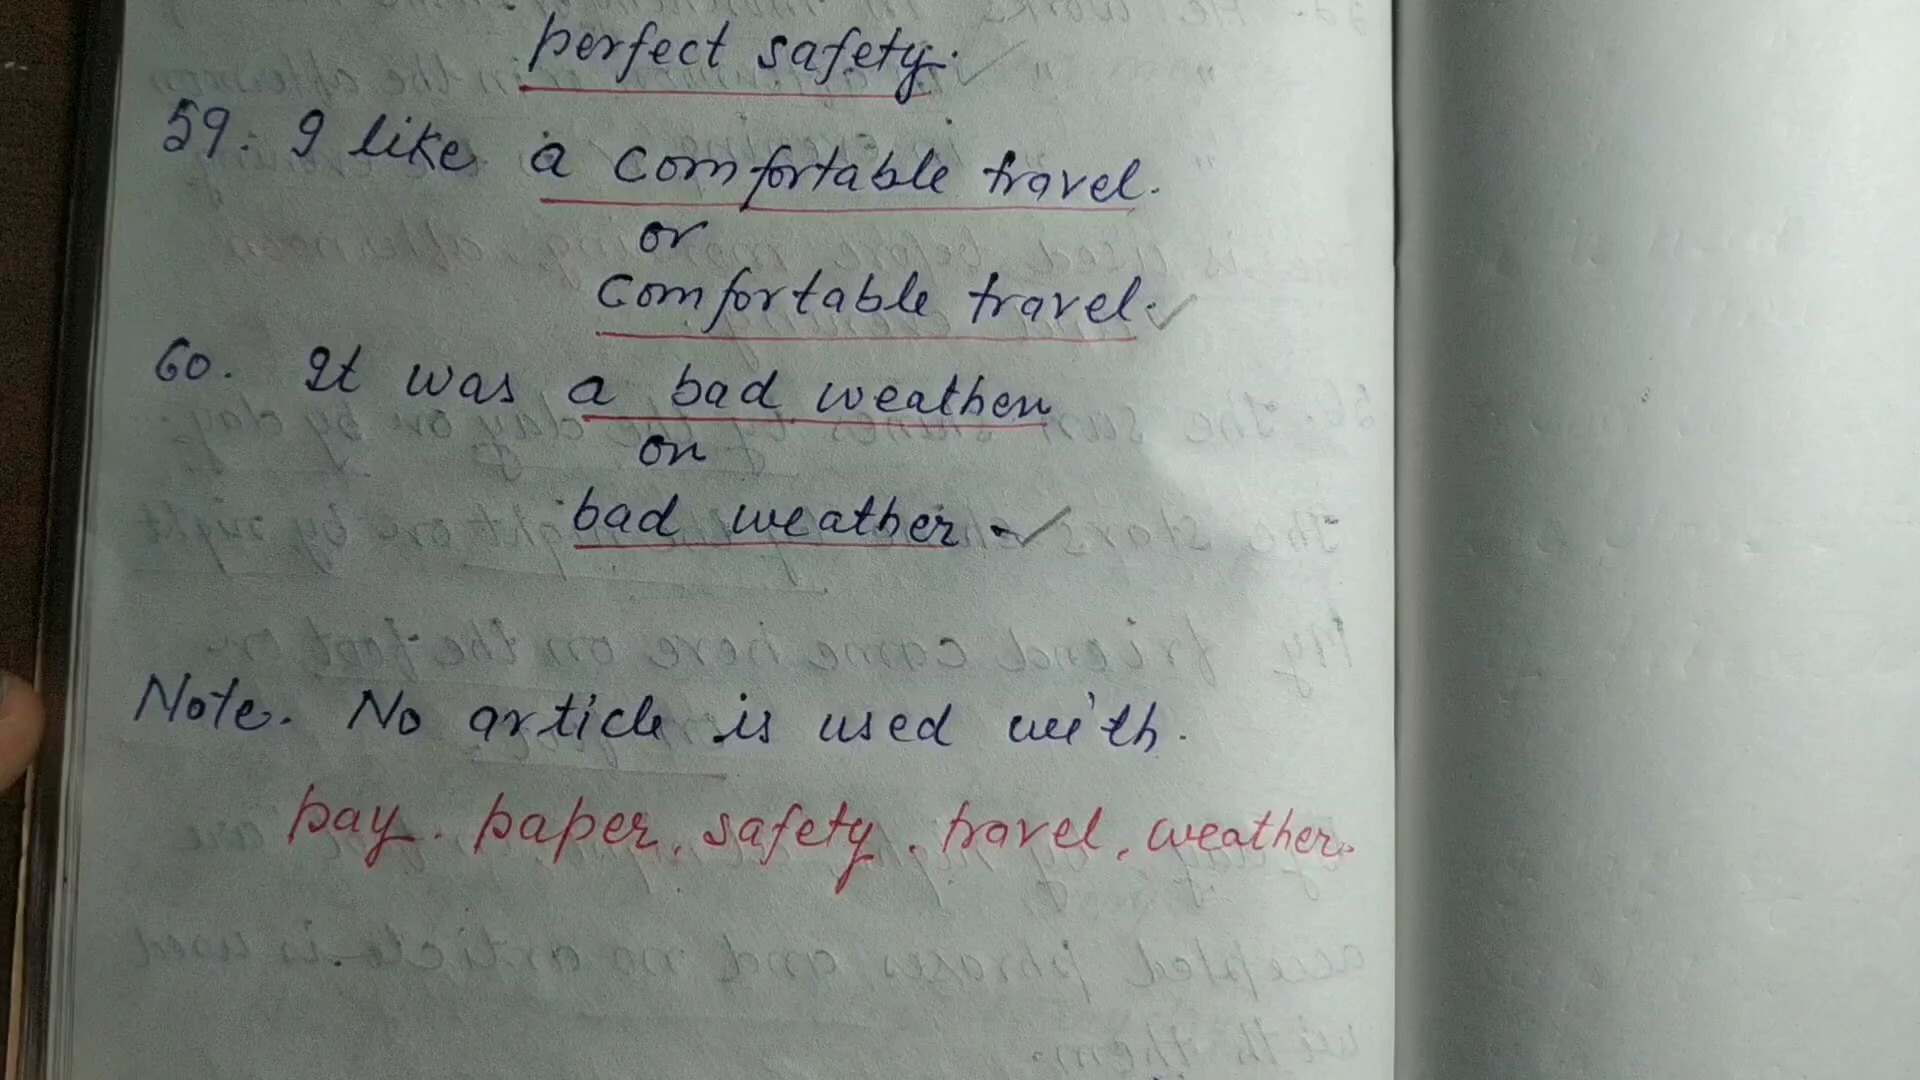 perfect safety.
59. I like a comfortable travel.
or
comfortable travel.
60. It was a bad weather
or
bad weather.
Note. No article is used with.
pay. paper, safety, travel, weather.